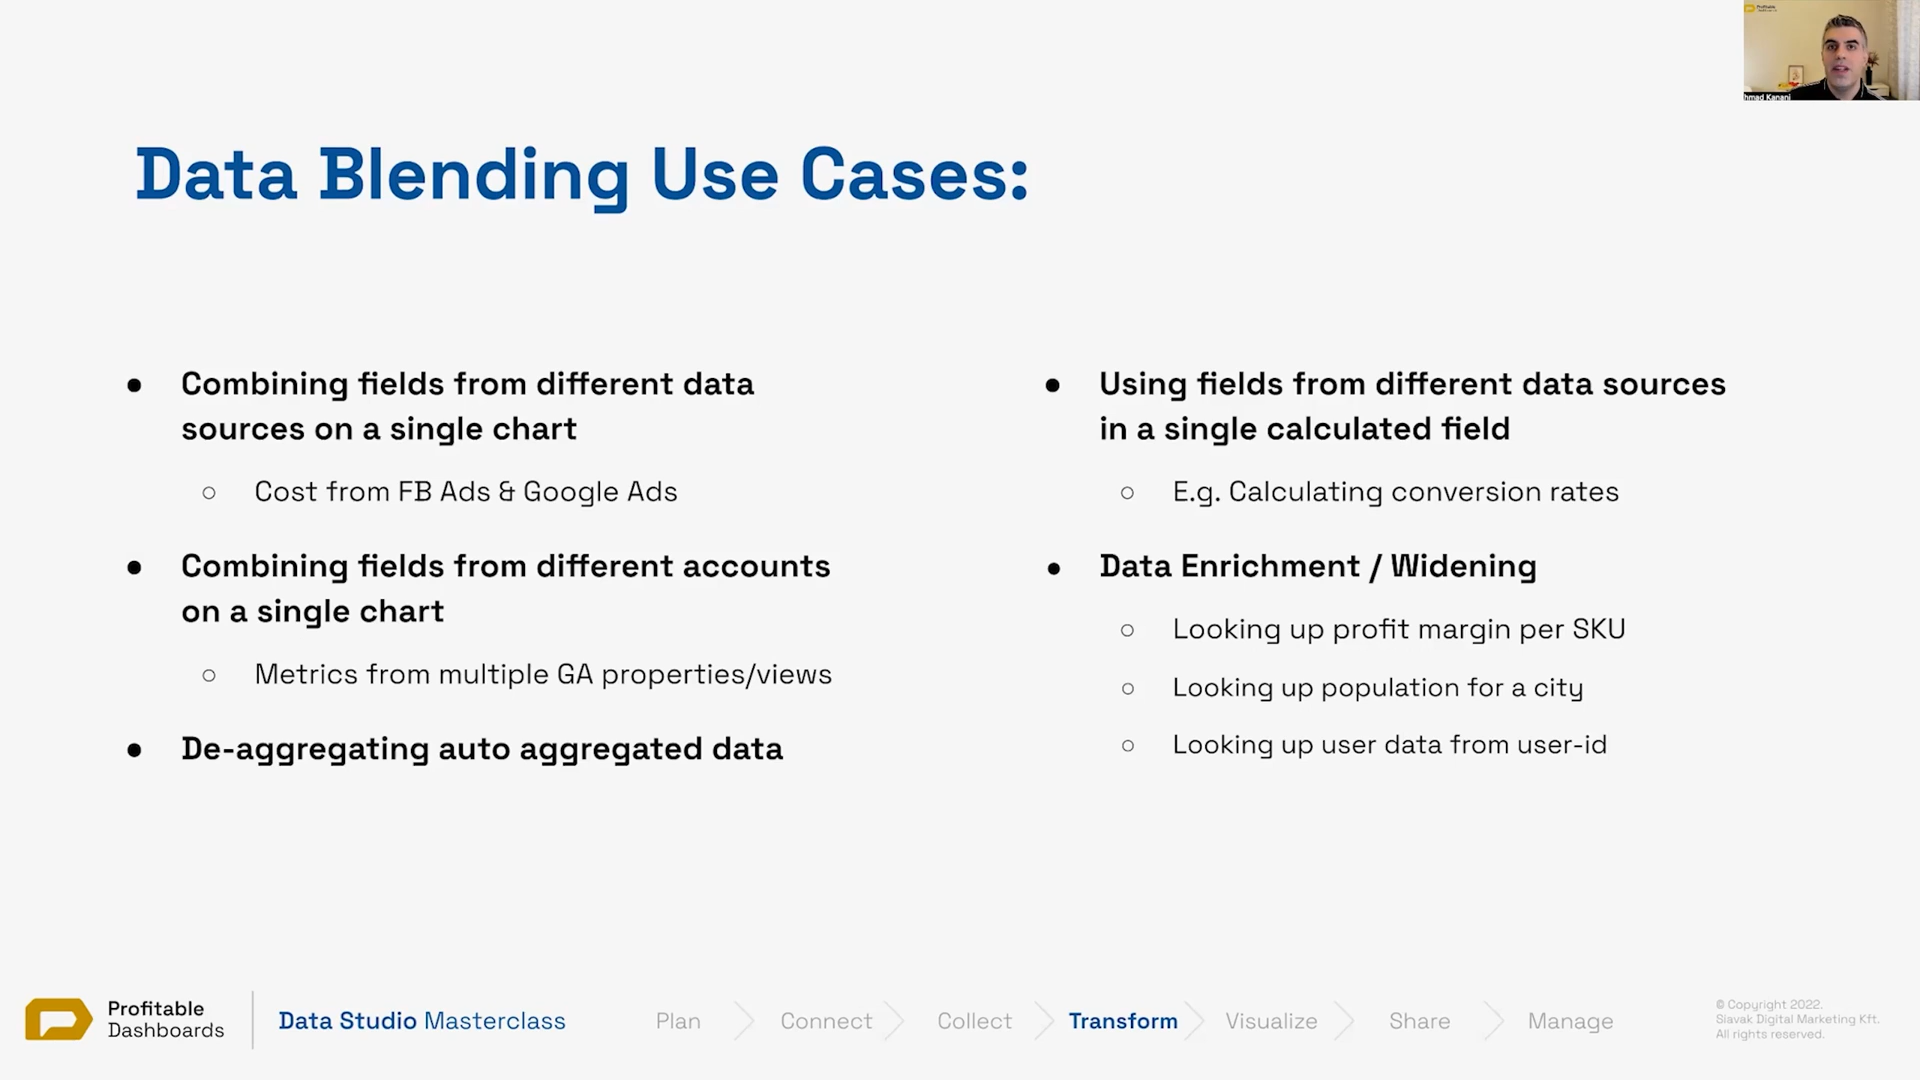 Profitable
hmad Kanani
Data Blending Use Cases:
● Combining fields from different data
sources on a single chart
○ Cost from FB Ads & Google Ads
● Combining fields from different accounts
on a single chart
○ Metrics from multiple GA properties/views
● De-aggregating auto aggregated data
● Using fields from different data sources
in a single calculated field
○ E.g. Calculating conversion rates
● Data Enrichment / Widening
○ Looking up profit margin per SKU
○ Looking up population for a city
○ Looking up user data from user-id
Profitable
Dashboards
Data Studio Masterclass
Plan
Connect
Collect
Transform
Visualize
Share
Manage
© Copyright 2022.
Siavak Digital Marketing Kft.
All rights reserved.